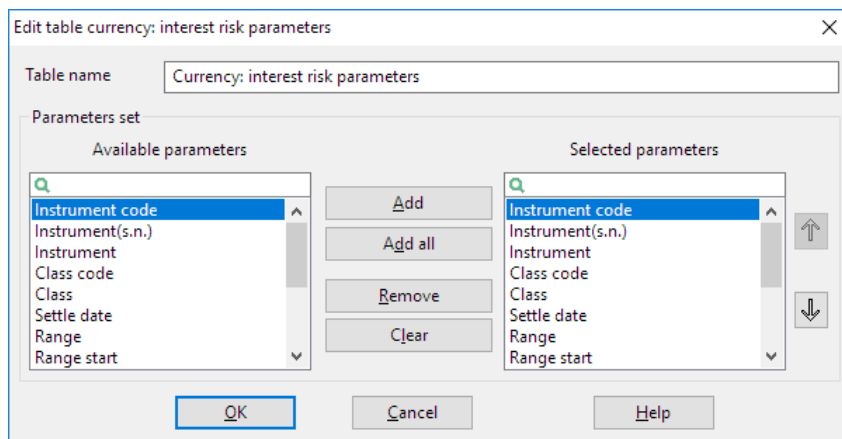 Edit table currency: interest risk parameters
Table name
Currency: interest risk parameters
Parameters set
Available parameters
Instrument code
Instrument(s.n.)
Instrument
Class code
Class
Settle date
Range
Range start
Add
Add all
Remove
Clear
Selected parameters
Instrument code
Instrument(s.n.)
Instrument
Class code
Class
Settle date
Range
Range start
OK
Cancel
Help